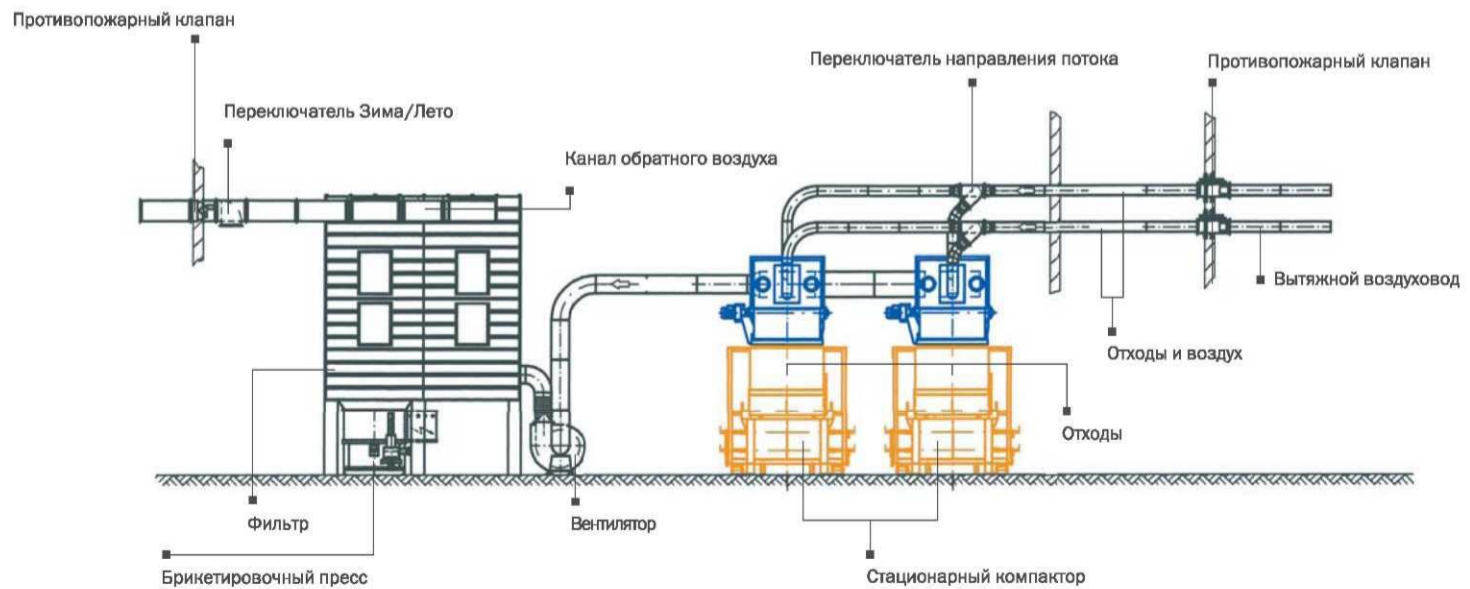 Противопожарный клапан
Переключатель направления потока
Противопожарный клапан
Переключатель Зима/Лето
Канал обратного воздуха
Вытяжной воздуховод
Отходы и воздух
Отходы
Фильтр
Вентилятор
Брикетировочный пресс
Стационарный компактор